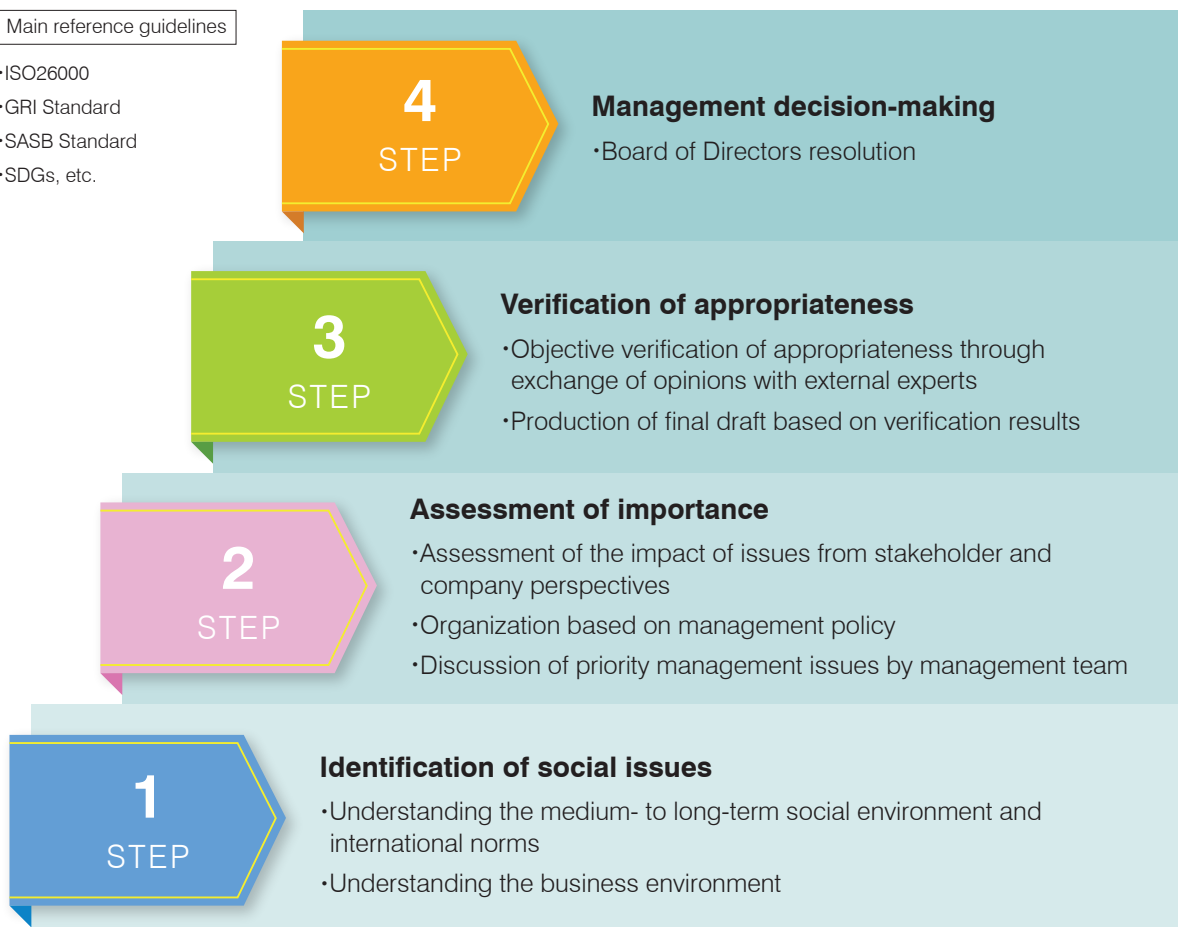 Main reference guidelines
・ISO26000
・GRI Standard
・SASB Standard
・SDGs, etc.
4
STEP
Management decision-making
・Board of Directors resolution
3
STEP
Verification of appropriateness
・Objective verification of appropriateness through
exchange of opinions with external experts
・Production of final draft based on verification results
2
STEP
Assessment of importance
・Assessment of the impact of issues from stakeholder and
company perspectives
・Organization based on management policy
・Discussion of priority management issues by management team
1
STEP
Identification of social issues
・Understanding the medium- to long-term social environment and
international norms
・Understanding the business environment